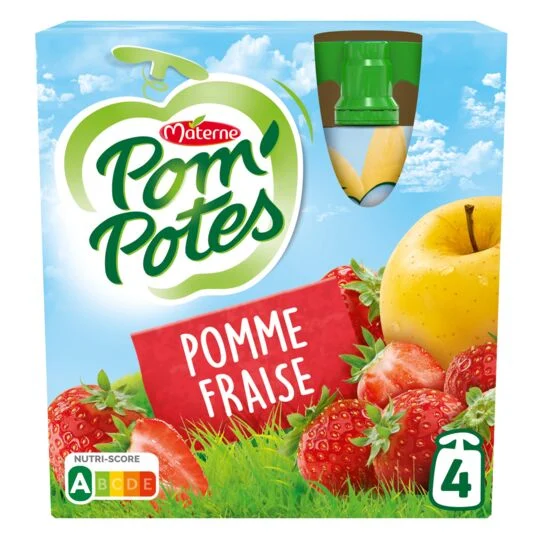 Materne
Pom'
Potes
POMME
FRAISE
NUTRI-SCORE
A B C D E
4